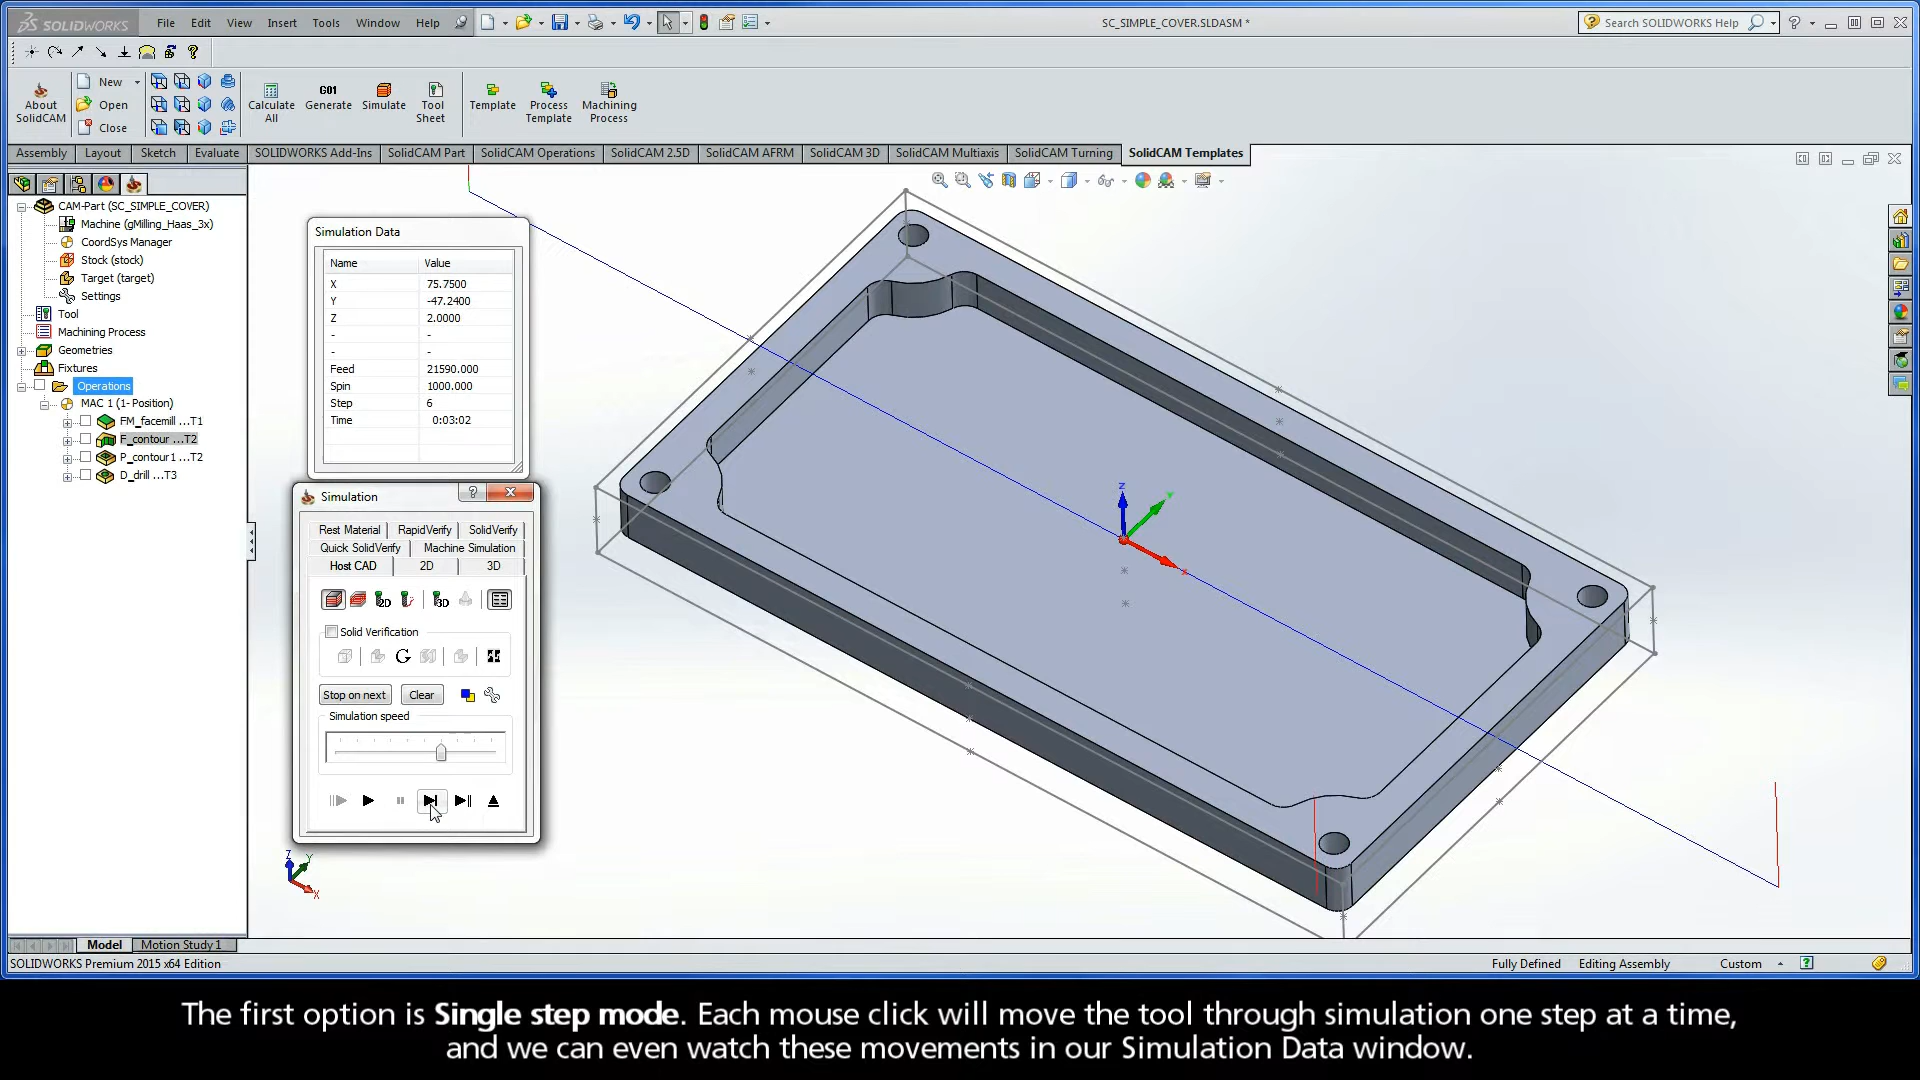 SOLIDWORKS
File Edit View Insert Tools Window Help
SC_SIMPLE_COVER.SLDASM *
Search SOLIDWORKS Help
About SolidCAM
New
Open
Close
Calculate All
G01 Generate
Simulate
Tool Sheet
Template
Process Template
Machining Process
Assembly Layout Sketch Evaluate SOLIDWORKS Add-Ins SolidCAM Part SolidCAM Operations SolidCAM 2.5D SolidCAM AFRM SolidCAM 3D SolidCAM Multiaxis SolidCAM Turning SolidCAM Templates
CAM-Part (SC_SIMPLE_COVER)
Machine (gMilling_Haas_3x)
CoordSys Manager
Stock (stock)
Target (target)
Settings
Tool
Machining Process
Geometries
Fixtures
Operations
MAC 1 (1- Position)
FM_facemill ...T1
F_contour ...T2
P_contour1 ...T2
D_drill ...T3
Simulation Data
Name Value
X 75.7500
Y -47.2400
Z 2.0000
- -
- -
Feed 21590.000
Spin 1000.000
Step 6
Time 0:03:02
Simulation
Rest Material RapidVerify SolidVerify
Quick SolidVerify Machine Simulation
Host CAD 2D 3D
2D 3D
Solid Verification
G
Stop on next Clear
Simulation speed
Z Y X
Z Y X
Model Motion Study 1
SOLIDWORKS Premium 2015 x64 Edition
Fully Defined Editing Assembly Custom
The first option is Single step mode. Each mouse click will move the tool through simulation one step at a time,
and we can even watch these movements in our Simulation Data window.